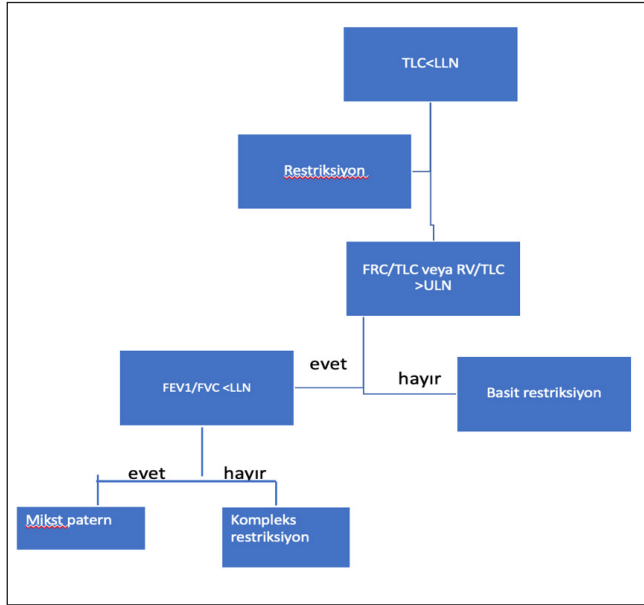 TLC<LLN
Restriksiyon
FRC/TLC veya RV/TLC
>ULN
evet
hayır
FEV1/FVC <LLN
Basit restriksiyon
evet
hayır
Mikst patern
Kompleks
restriksiyon